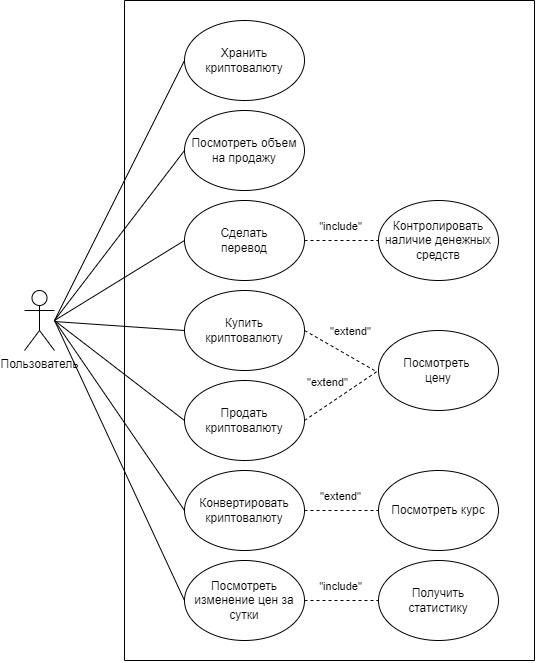 Хранить
криптовалюту
Посмотреть объем
на продажу
Сделать
перевод
"include"
Контролировать
наличие денежных
средств
Пользователь
Купить
криптовалюту
"extend"
Посмотреть
цену
"extend"
Продать
криптовалюту
Конвертировать
криптовалюту
"extend"
Посмотреть курс
Посмотреть
изменение цен за
сутки
"include"
Получить
статистику